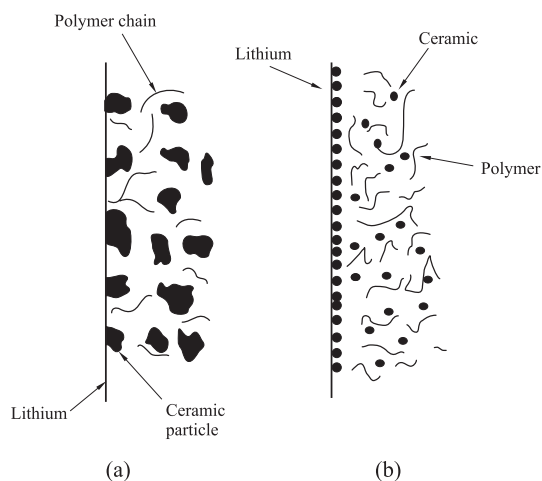 Polymer chain
Lithium
Ceramic
particle
(a)
Lithium
Ceramic
Polymer
(b)